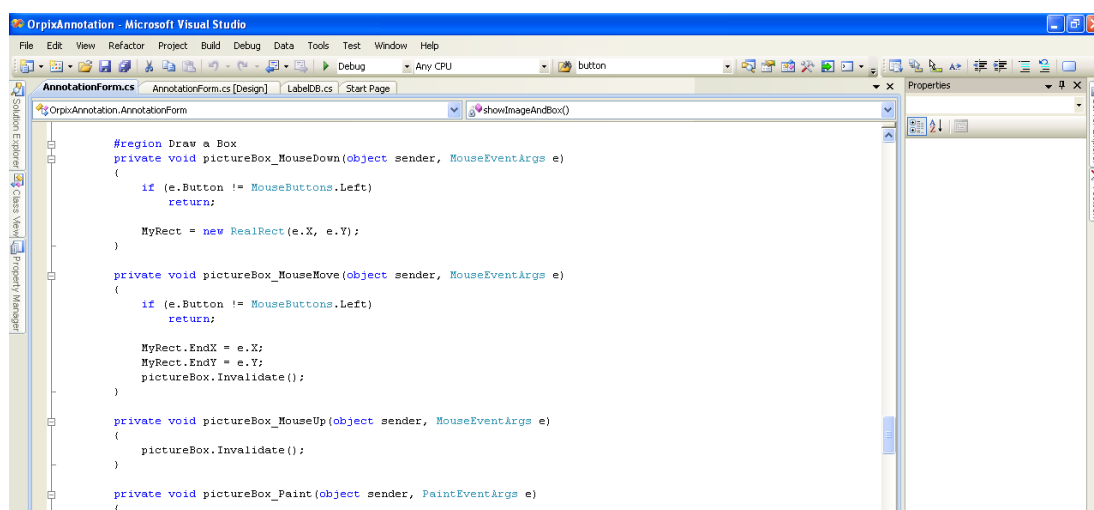 OrpixAnnotation - Microsoft Visual Studio
File Edit View Refactor Project Build Debug Data Tools Test Window Help
Debug Any CPU button
AnnotationForm.cs AnnotationForm.cs [Design] LabelDB.cs Start Page
Properties
OrpixAnnotation.AnnotationForm showImageAndBox()
Solution Explorer
Class View
Property Manager
#region Draw a Box
private void pictureBox_MouseDown(object sender, MouseEventArgs e)
{
if (e.Button != MouseButtons.Left)
return;
MyRect = new RealRect(e.X, e.Y);
}
private void pictureBox_MouseMove(object sender, MouseEventArgs e)
{
if (e.Button != MouseButtons.Left)
return;
MyRect.EndX = e.X;
MyRect.EndY = e.Y;
pictureBox.Invalidate();
}
private void pictureBox_MouseUp(object sender, MouseEventArgs e)
{
pictureBox.Invalidate();
}
private void pictureBox_Paint(object sender, PaintEventArgs e)
{